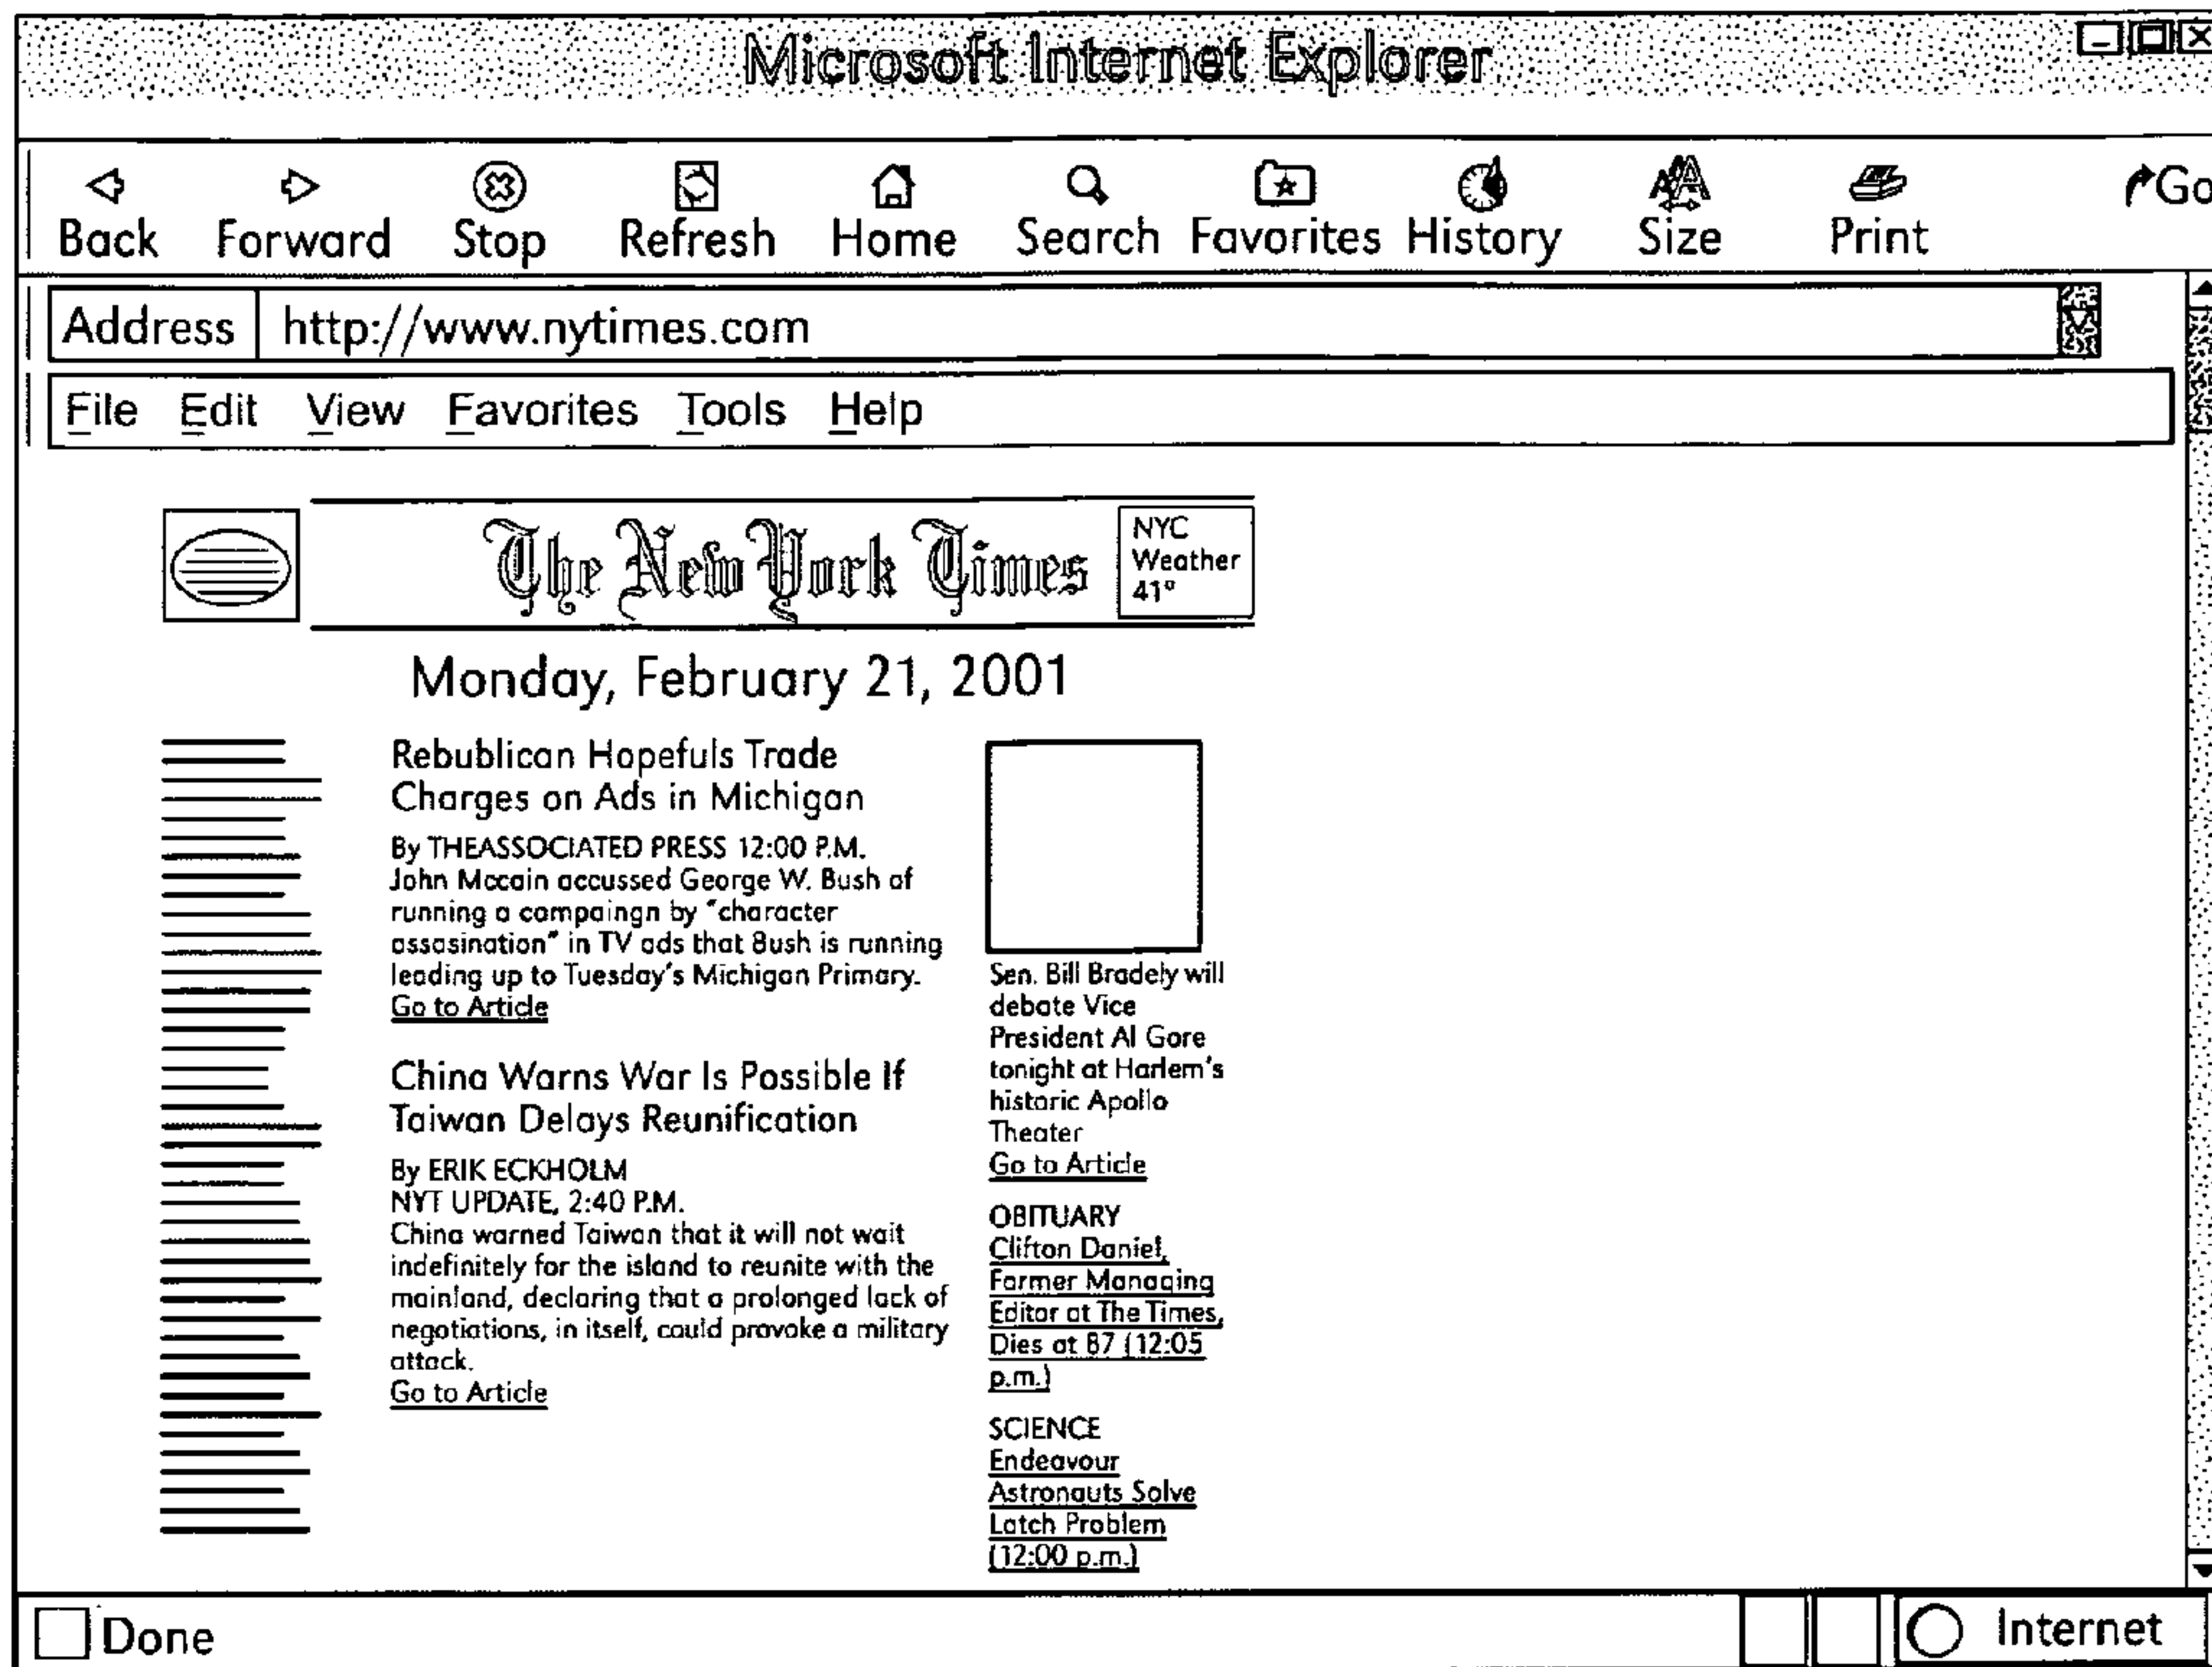 Microsoft Internet Explorer
Back Forward Stop Refresh Home Search Favorites History Size Print Go
Address http://www.nytimes.com
File Edit View Favorites Tools Help
The New York Times
NYC
Weather
41°
Monday, February 21, 2001
Rebublican Hopefuls Trade
Charges on Ads in Michigan
By THEASSOCIATED PRESS 12:00 P.M.
John Mccain accussed George W. Bush of
running a compaingn by "character
assasination" in TV ads that Bush is running
leading up to Tuesday's Michigan Primary.
Go to Article
China Warns War Is Possible If
Taiwan Delays Reunification
By ERIK ECKHOLM
NYT UPDATE, 2:40 P.M.
China warned Taiwan that it will not wait
indefinitely for the island to reunite with the
mainland, declaring that a prolonged lack of
negotiations, in itself, could provoke a military
attack.
Go to Article
Sen. Bill Bradely will
debate Vice
President Al Gore
tonight at Harlem's
historic Apollo
Theater
Go to Article
OBITUARY
Clifton Daniel,
Former Managing
Editor at The Times,
Dies at 87 (12:05
p.m.)
SCIENCE
Endeavour
Astronauts Solve
Latch Problem
(12:00 p.m.)
Done
Internet